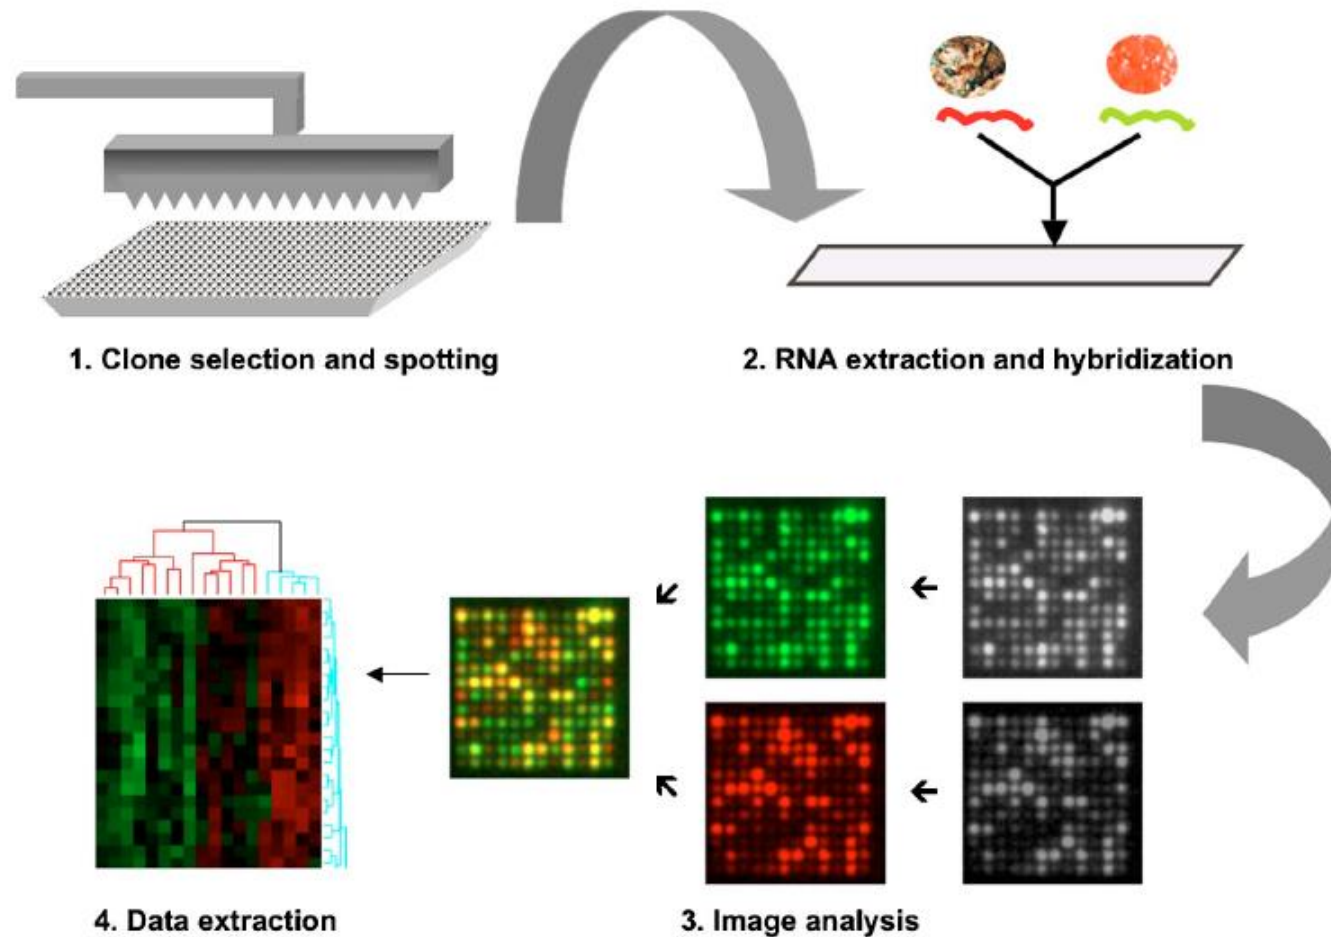 1. Clone selection and spotting
2. RNA extraction and hybridization
4. Data extraction
3. Image analysis